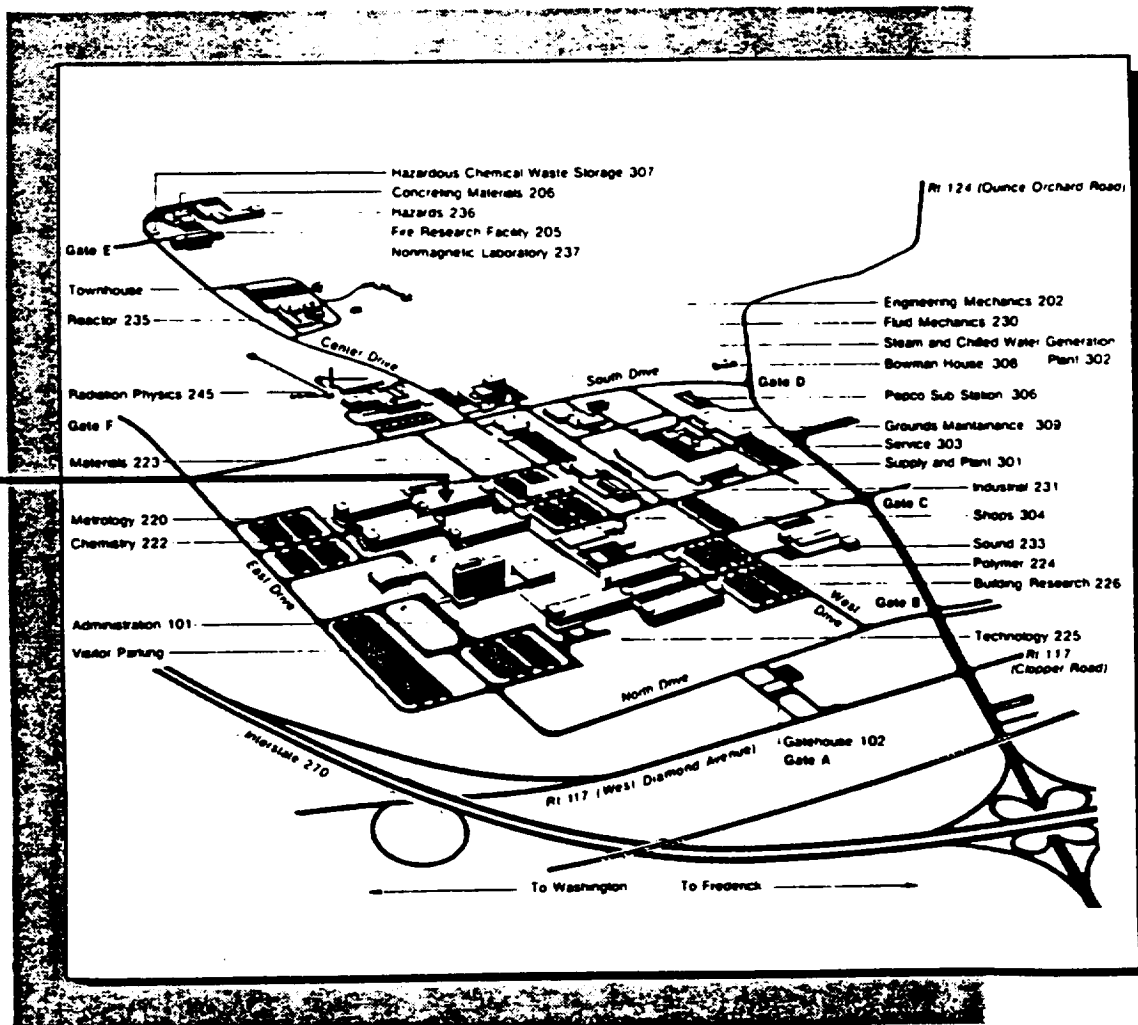 Hazardous Chemical Waste Storage 307
Concreting Materials 206
Hazards 236
Fire Research Facility 205
Nonmagnetic Laboratory 237
Rt 124 (Quince Orchard Road)
Gate E
Townhouse
Reactor 235
Center Drive
Engineering Mechanics 202
Fluid Mechanics 230
Steam and Chilled Water Generation
Plant 302
Bowman House 308
South Drive
Gate D
Radiation Physics 245
Pepco Sub Station 306
Gate F
Grounds Maintainance 309
Service 303
Materials 223
Supply and Plant 301
Industrial 231
Gate C
Metrology 220
Shops 304
Chemistry 222
Sound 233
Polymer 224
East Drive
Building Research 226
West Drive
Gate B
Administration 101
Technology 225
Visitor Parking
Rt 117
(Clopper Road)
North Drive
Interstate 270
Gatehouse 102
Gate A
Rt 117 (West Diamond Avenue)
To Washington
To Frederick